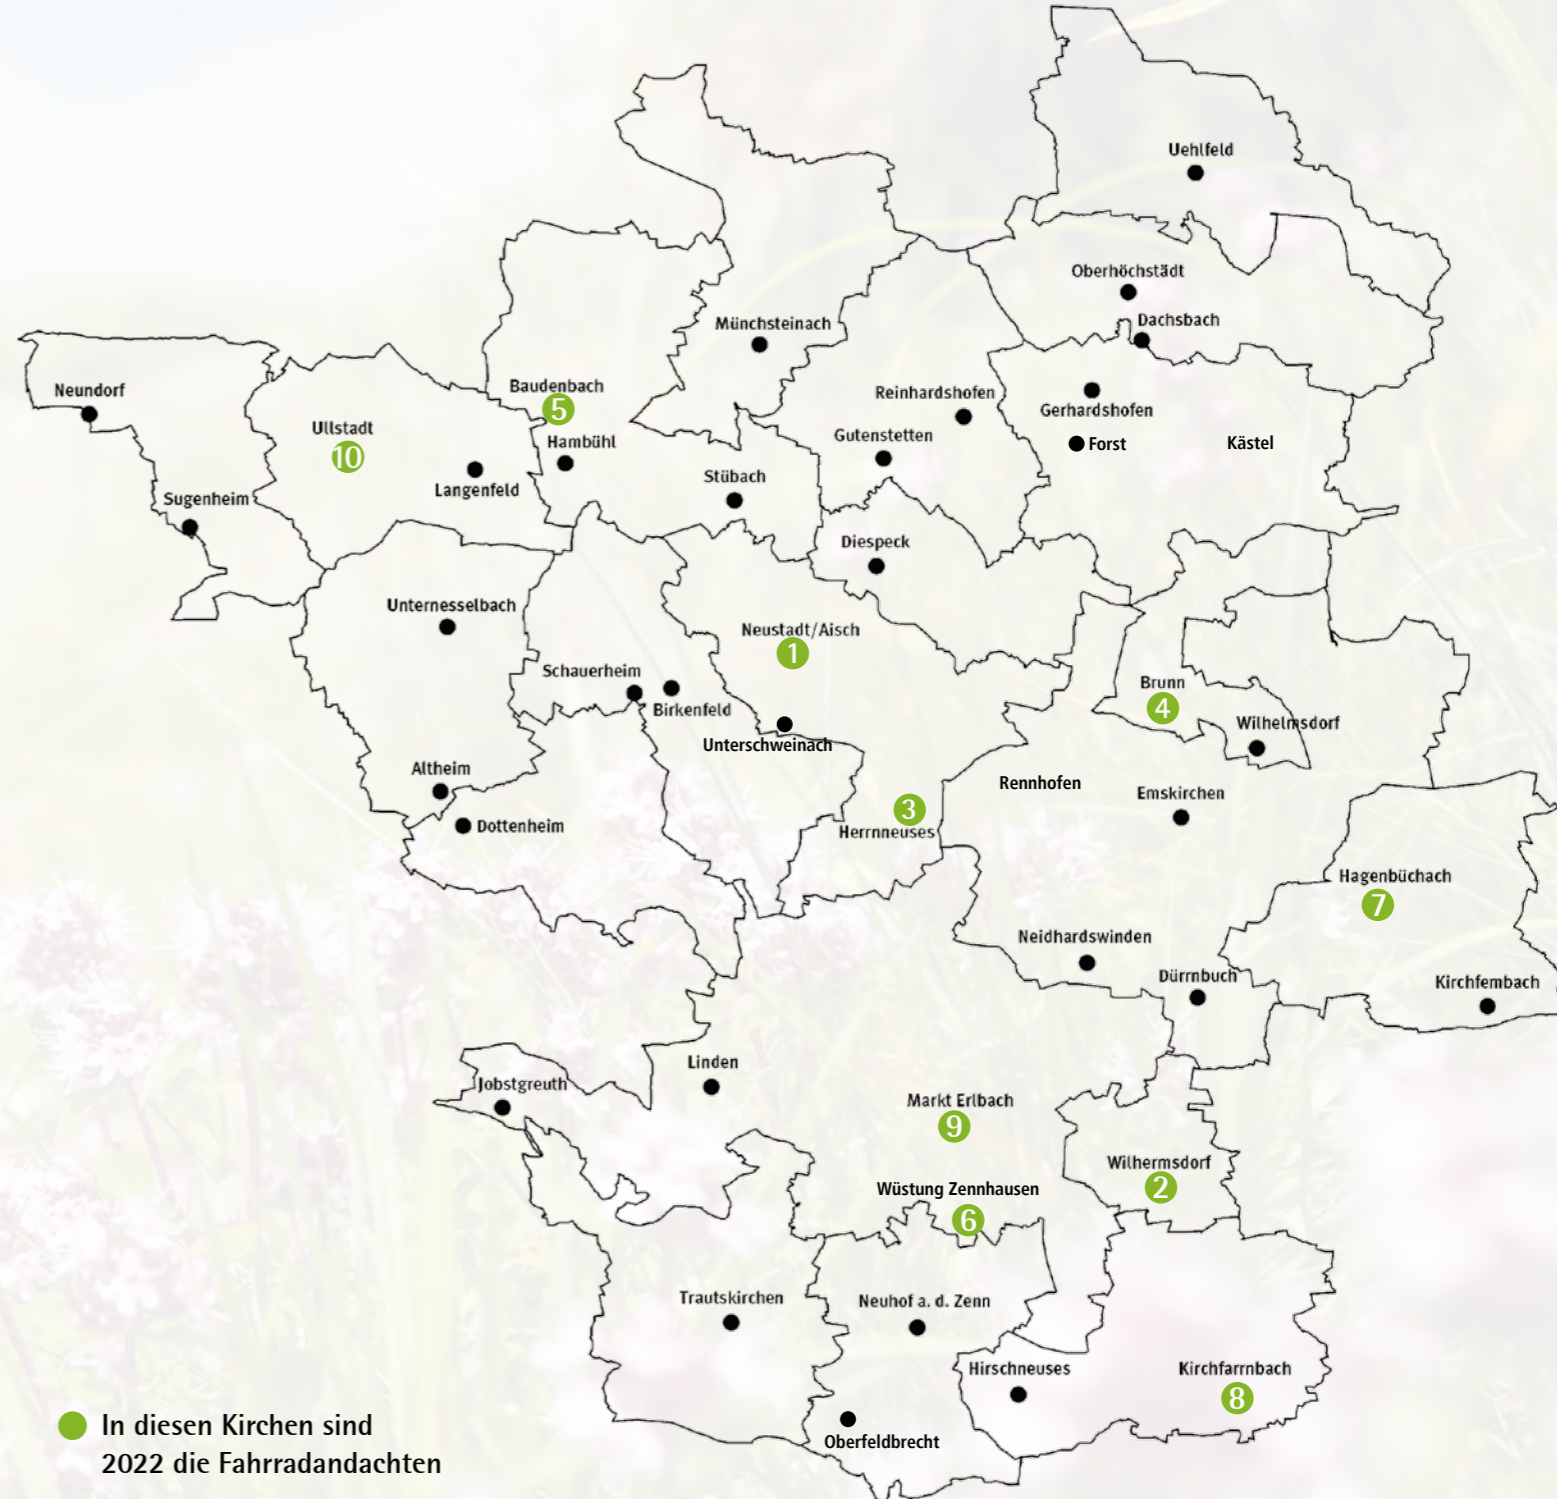 Uehlfeld
Oberhöchstädt
Dachsbach
Münchsteinach
Neundorf
Baudenbach
5
Reinhardshofen
Gerhardshofen
Ullstadt
10
Hambühl
Gutenstetten
Forst
Kästel
Langenfeld
Stübach
Sugenheim
Diespeck
Unternesselbach
Neustadt/Aisch
1
Schauerheim
Birkenfeld
Brunn
4
Wilhelmsdorf
Unterschweinach
Altheim
Rennhofen
Emskirchen
3
Herrnneuses
Dottenheim
Hagenbüchach
7
Neidhardswinden
Dürrnbuch
Kirchfembach
Linden
Jobstgreuth
Markt Erlbach
9
Wilhermsdorf
2
Wüstung Zennhausen
6
Trautskirchen
Neuhof a. d. Zenn
Hirschneuses
Kirchfarrnbach
8
Oberfeldbrecht
In diesen Kirchen sind
2022 die Fahrradandachten